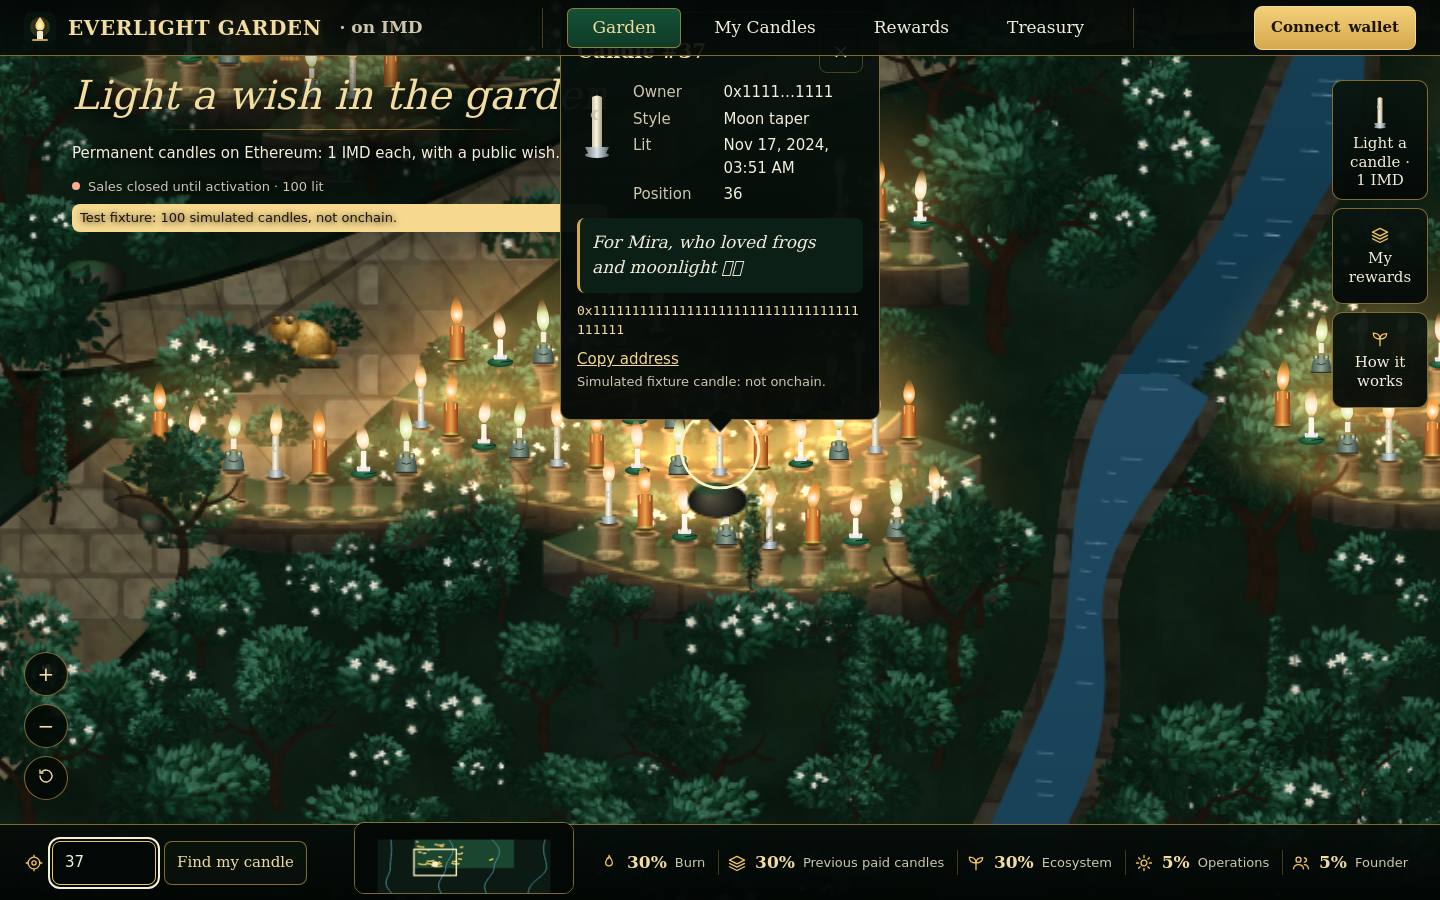 EVERLIGHT GARDEN · on IMD
Garden
My Candles
Rewards
Treasury
Connect wallet
Light a wish in the garden
Permanent candles on Ethereum: 1 IMD each, with a public wish.
Sales closed until activation · 100 lit
Test fixture: 100 simulated candles, not onchain.
Candle #37
Owner 0x1111...1111
Style Moon taper
Lit Nov 17, 2024,
03:51 AM
Position 36
For Mira, who loved frogs
and moonlight
0x1111111111111111111111111111111111
111111
Copy address
Simulated fixture candle: not onchain.
Light a
candle ·
1 IMD
My
rewards
How it
works
+
−
37
Find my candle
30% Burn
30% Previous paid candles
30% Ecosystem
5% Operations
5% Founder